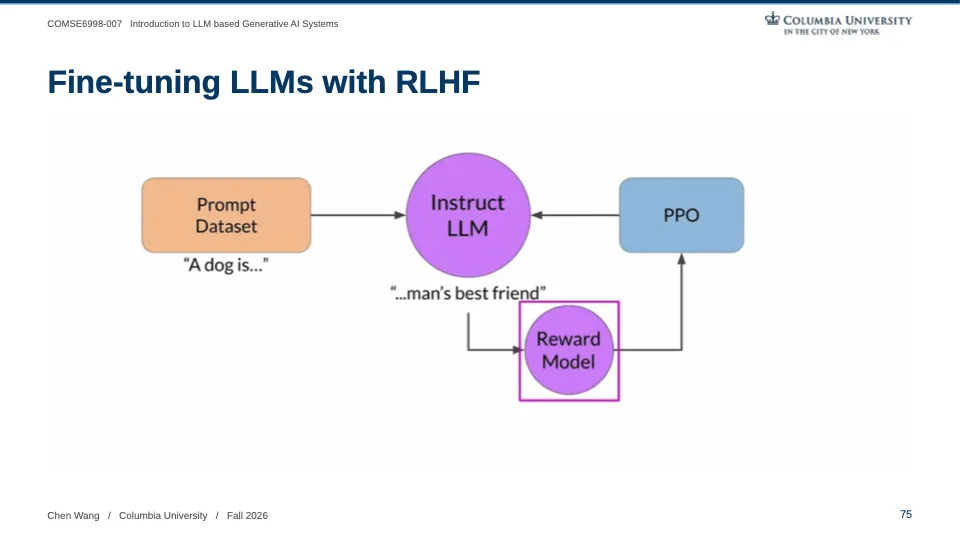 COMSE6998-007 Introduction to LLM based Generative AI Systems
COLUMBIA UNIVERSITY
IN THE CITY OF NEW YORK
Fine-tuning LLMs with RLHF
Prompt
Dataset
“A dog is...”
Instruct
LLM
“...man’s best friend”
PPO
Reward
Model
Chen Wang / Columbia University / Fall 2026
75